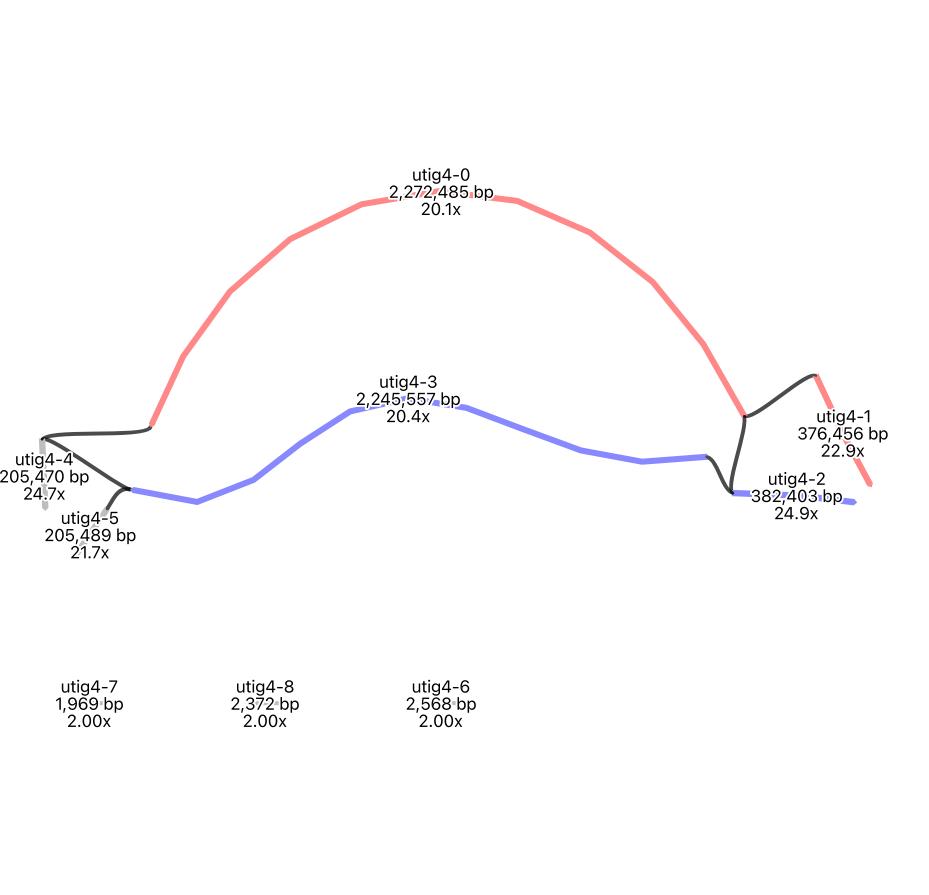 utig4-0
2,272,485 bp
20.1x
utig4-3
2,245,557 bp
20.4x
utig4-1
376,456 bp
22.9x
utig4-4
205,470 bp
24.7x
utig4-2
382,403 bp
24.9x
utig4-5
205,489 bp
21.7x
utig4-7
1,969 bp
2.00x
utig4-8
2,372 bp
2.00x
utig4-6
2,568 bp
2.00x